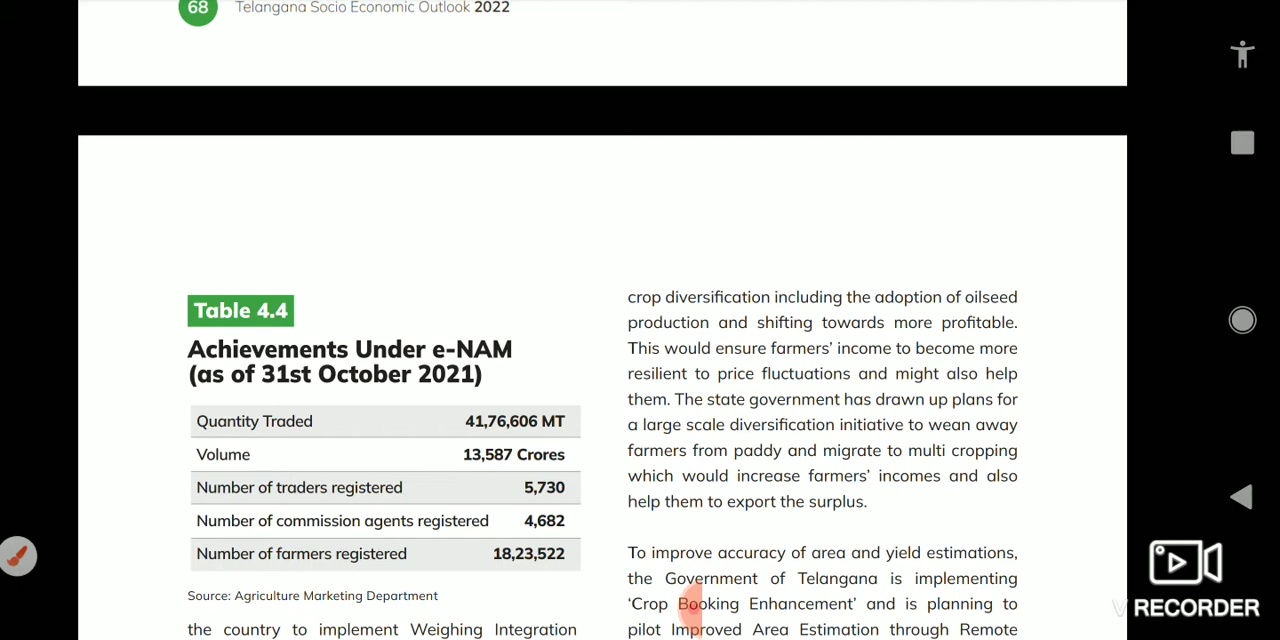 68 Telangana Socio Economic Outlook 2022
Table 4.4
Achievements Under e-NAM
(as of 31st October 2021)
Quantity Traded 41,76,606 MT
Volume 13,587 Crores
Number of traders registered 5,730
Number of commission agents registered 4,682
Number of farmers registered 18,23,522
Source: Agriculture Marketing Department
the country to implement Weighing Integration
crop diversification including the adoption of oilseed
production and shifting towards more profitable.
This would ensure farmers' income to become more
resilient to price fluctuations and might also help
them. The state government has drawn up plans for
a large scale diversification initiative to wean away
farmers from paddy and migrate to multi cropping
which would increase farmers' incomes and also
help them to export the surplus.
To improve accuracy of area and yield estimations,
the Government of Telangana is implementing
'Crop Booking Enhancement' and is planning to
pilot Improved Area Estimation through Remote
V RECORDER